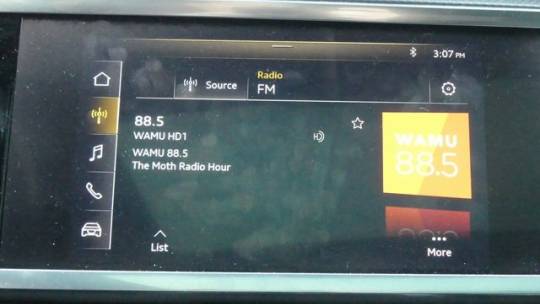 3:07 PM
Radio
Source
FM
88.5
WAMU HD1
WAMU 88.5
The Moth Radio Hour
WAMU
88.5
List
More